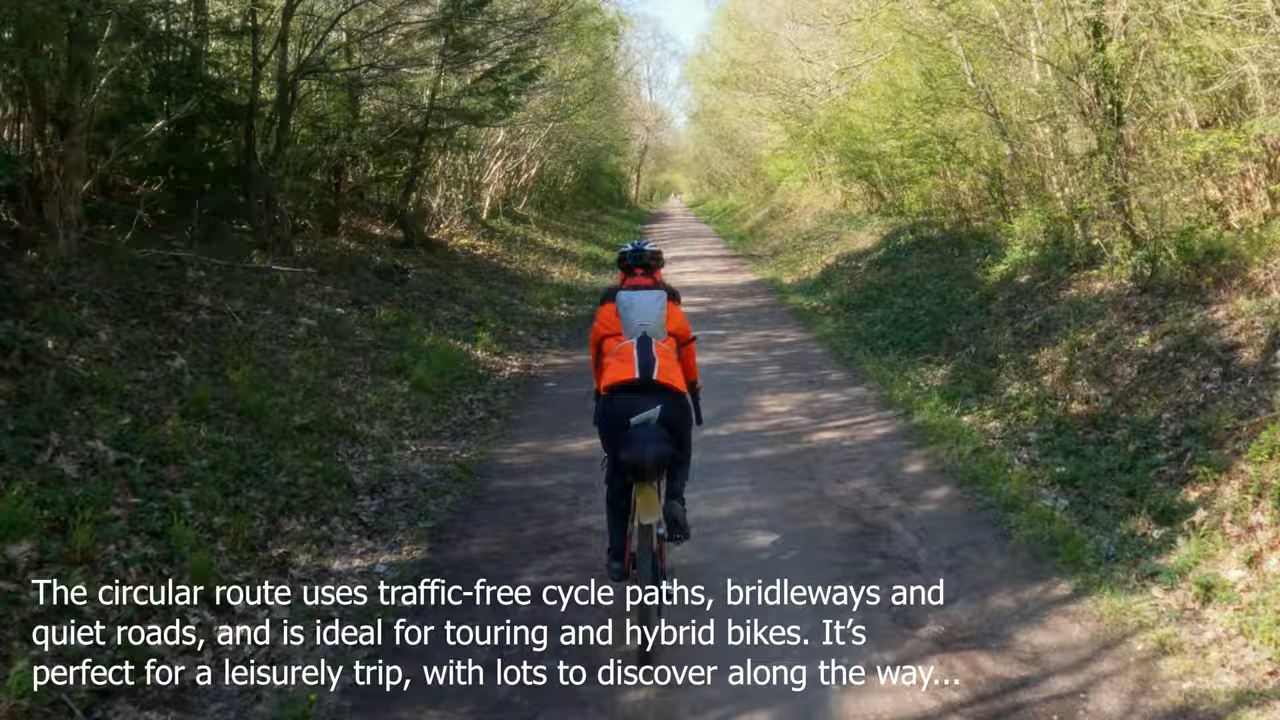 The circular route uses traffic-free cycle paths, bridleways and
quiet roads, and is ideal for touring and hybrid bikes. It’s
perfect for a leisurely trip, with lots to discover along the way...